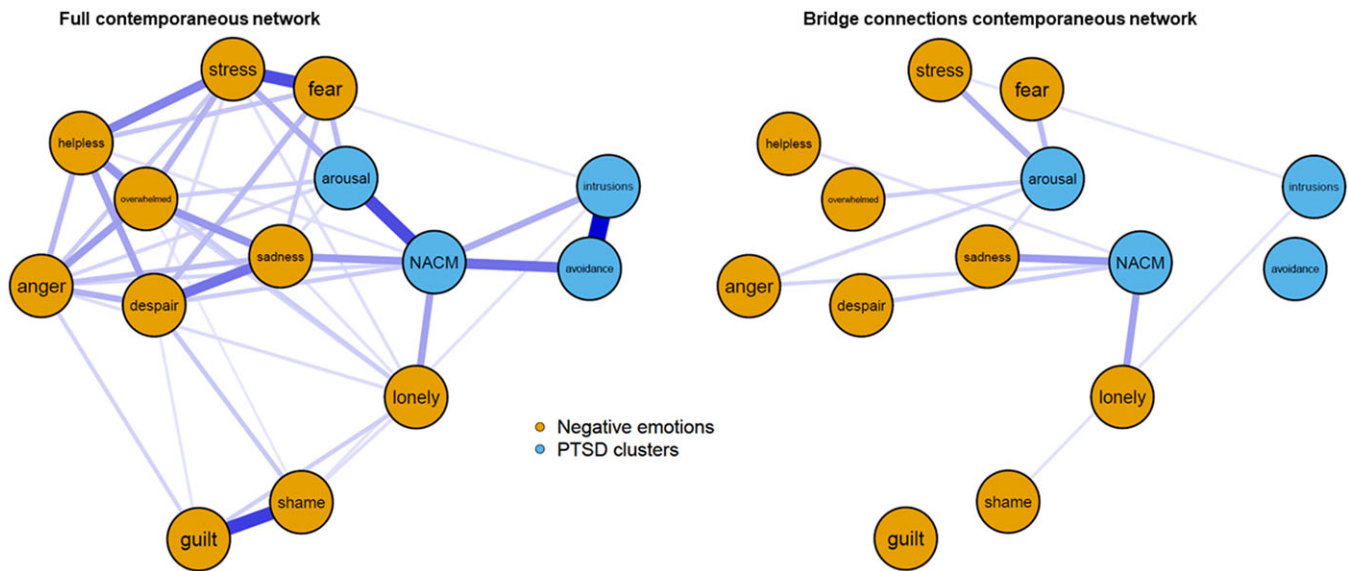 Full contemporaneous network
stress
fear
helpless
arousal
intrusions
overwhelmed
sadness
NACM
avoidance
anger
despair
lonely
shame
guilt
Negative emotions
PTSD clusters
Bridge connections contemporaneous network
stress
fear
helpless
arousal
intrusions
overwhelmed
sadness
NACM
avoidance
anger
despair
lonely
shame
guilt